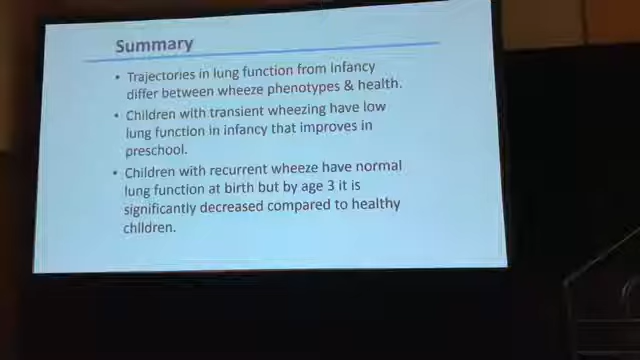 Summary
• Trajectories in lung function from infancy
differ between wheeze phenotypes & health.
• Children with transient wheezing have low
lung function in infancy that improves in
preschool.
• Children with recurrent wheeze have normal
lung function at birth but by age 3 it is
significantly decreased compared to healthy
children.